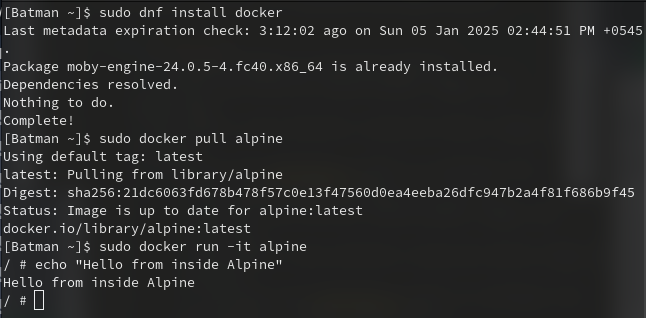 [Batman ~]$ sudo dnf install docker
Last metadata expiration check: 3:12:02 ago on Sun 05 Jan 2025 02:44:51 PM +0545
.
Package moby-engine-24.0.5-4.fc40.x86_64 is already installed.
Dependencies resolved.
Nothing to do.
Complete!
[Batman ~]$ sudo docker pull alpine
Using default tag: latest
latest: Pulling from library/alpine
Digest: sha256:21dc6063fd678b478f57c0e13f47560d0ea4eeba26dfc947b2a4f81f686b9f45
Status: Image is up to date for alpine:latest
docker.io/library/alpine:latest
[Batman ~]$ sudo docker run -it alpine
/ # echo "Hello from inside Alpine"
Hello from inside Alpine
/ #